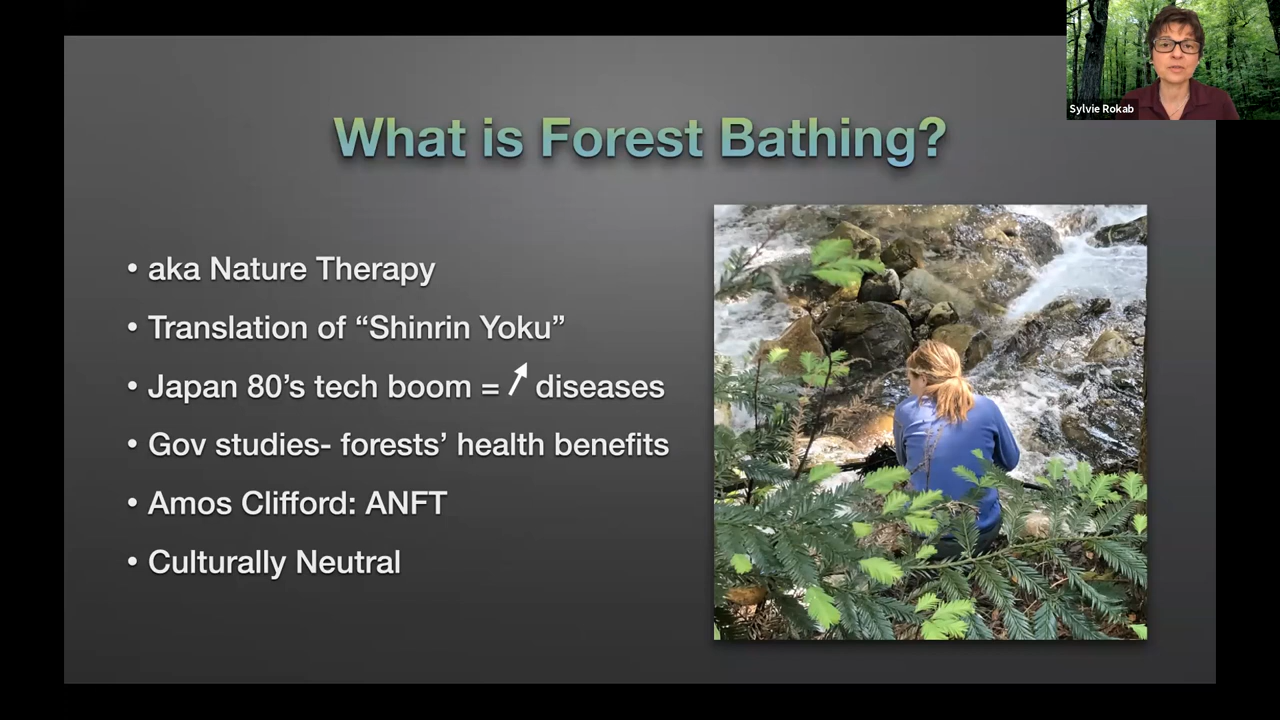 Sylvie Rokab
What is Forest Bathing?
• aka Nature Therapy
• Translation of “Shinrin Yoku”
• Japan 80’s tech boom = ↗ diseases
• Gov studies- forests’ health benefits
• Amos Clifford: ANFT
• Culturally Neutral